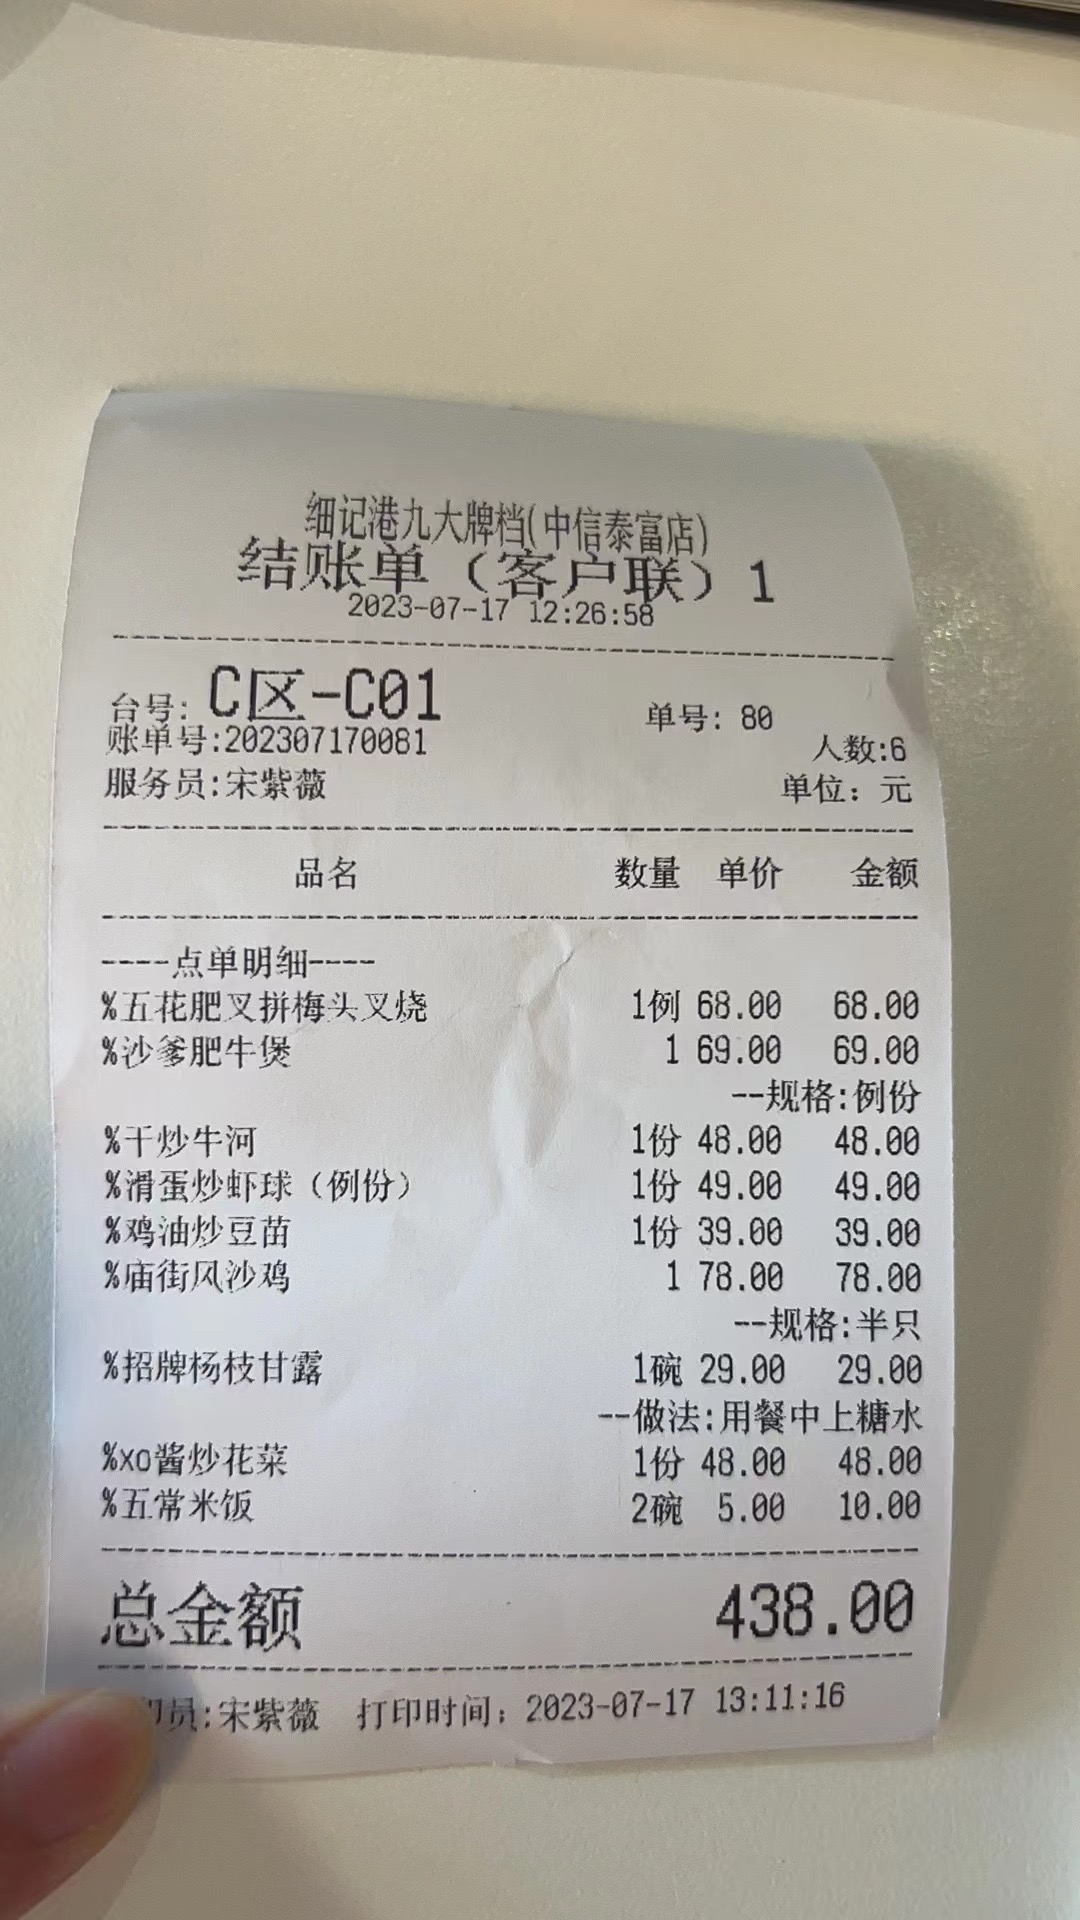 细记港九大牌档(中信泰富店)
结账单（客户联）1
2023-07-17 12:26:58
台号: C区-C01 单号: 80
账单号:202307170081 人数:6
服务员:宋紫薇 单位：元
品名 数量 单价 金额
----点单明细----
%五花肥叉拼梅头叉烧 1例 68.00 68.00
%沙爹肥牛煲 1 69.00 69.00
--规格:例份
%干炒牛河 1份 48.00 48.00
%滑蛋炒虾球（例份） 1份 49.00 49.00
%鸡油炒豆苗 1份 39.00 39.00
%庙街风沙鸡 1 78.00 78.00
--规格:半只
%招牌杨枝甘露 1碗 29.00 29.00
--做法:用餐中上糖水
%xo酱炒花菜 1份 48.00 48.00
%五常米饭 2碗 5.00 10.00
总金额 438.00
员:宋紫薇 打印时间：2023-07-17 13:11:16